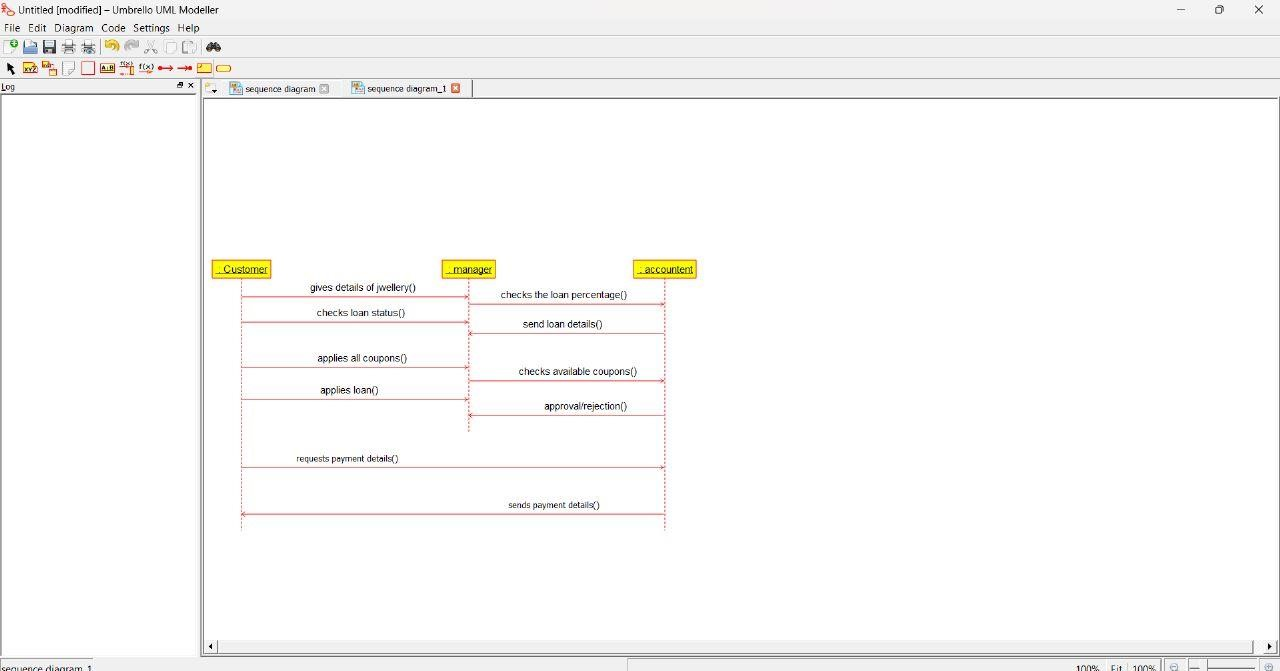 Untitled [modified] – Umbrello UML Modeller
File Edit Diagram Code Settings Help
Log
sequence diagram
sequence diagram_1
: Customer
: manager
: accountent
gives details of jwellery()
checks the loan percentage()
checks loan status()
send loan details()
applies all coupons()
checks available coupons()
applies loan()
approval/rejection()
requests payment details()
sends payment details()
sequence diagram_1
100% Fit 100%